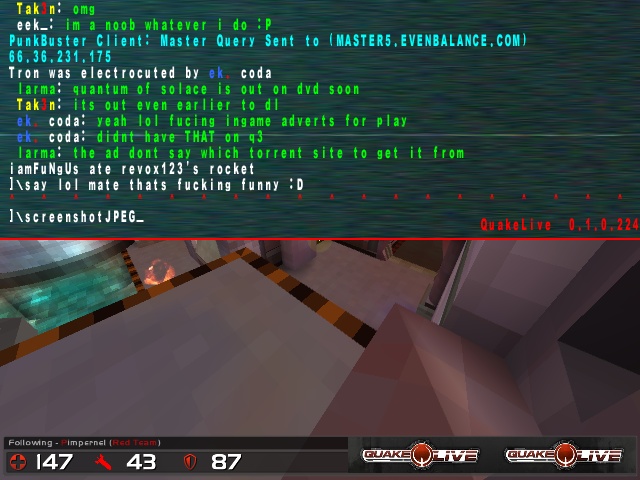 Tak3n: omg
eek_: im a noob whatever i do :P
PunkBuster Client: Master Query Sent to (MASTER5.EVENBALANCE.COM)
66.36.231.175
Tron was electrocuted by ek. coda
larma: quantum of solace is out on dvd soon
Tak3n: its out even earlier to dl
ek. coda: yeah lol fucing ingame adverts for play
ek. coda: didnt have THAT on q3
larma: the ad dont say which torrent site to get it from
iamFuNgUs ate revox123's rocket
]\say lol mate thats fucking funny :D
]\screenshotJPEG_
QuakeLive 0.1.0.224
Following - Pimpernel (Red Team)
147 43 87
QUAKE LIVE QUAKE LIVE